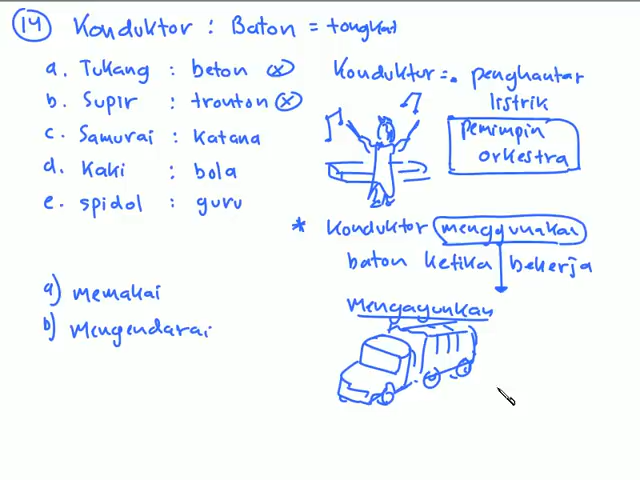 14 Konduktor : Baton = tongkat
a. Tukang : beton ⓧ
b. Supir : tronton ⓧ
c. Samurai : Katana
d. Kaki : bola
e. spidol : guru
Konduktur = • penghantar
listrik
pemimpin
orkestra
* Konduktor menggunakan
baton ketika bekerja
Mengayunkan
a) memakai
b) Mengendarai